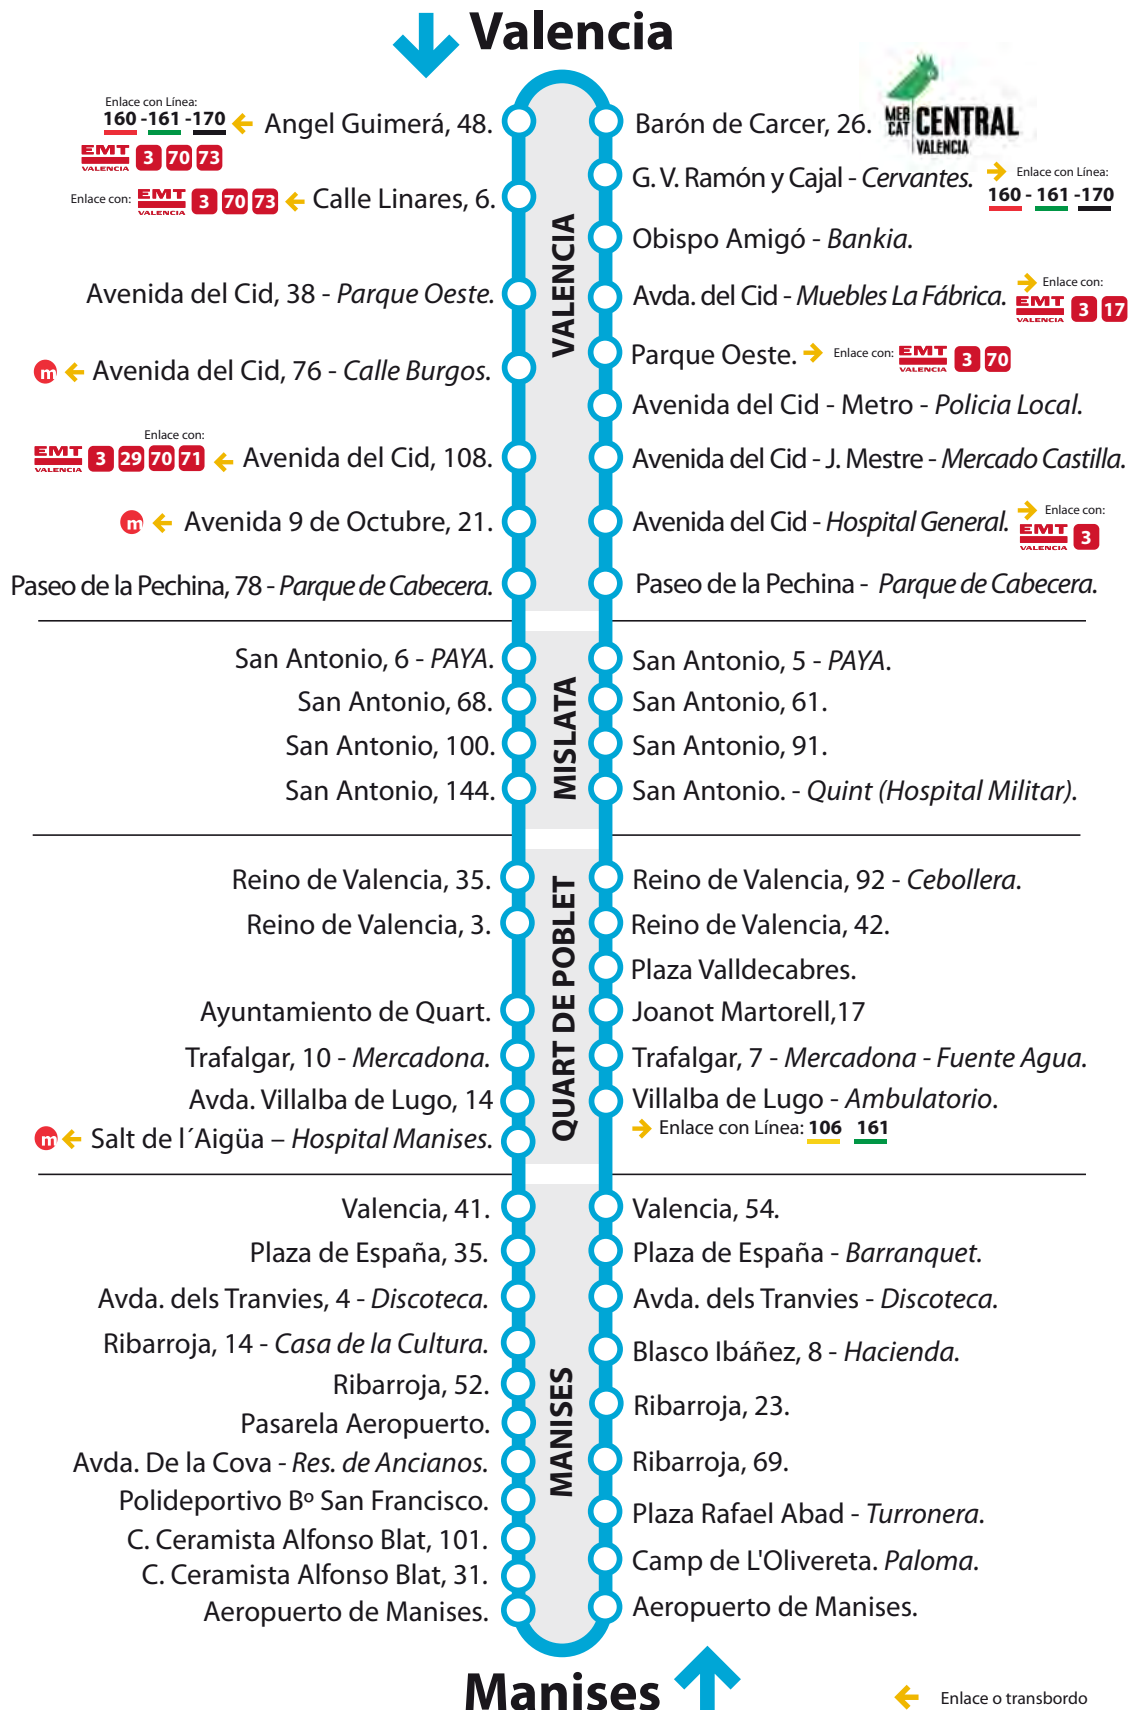 Valencia
Enlace con Línea:
160 -161 -170
EMT VALENCIA 3 70 73
Angel Guimerá, 48.
Barón de Carcer, 26.
MERCAT CENTRAL VALÈNCIA
G. V. Ramón y Cajal - Cervantes.
Enlace con Línea:
160 - 161 -170
Enlace con: EMT VALENCIA 3 70 73
Calle Linares, 6.
Obispo Amigó - Bankia.
Avenida del Cid, 38 - Parque Oeste.
Avda. del Cid - Muebles La Fábrica.
Enlace con:
EMT VALENCIA 3 17
VALENCIA
Parque Oeste.
Enlace con: EMT VALENCIA 3 70
m
Avenida del Cid, 76 - Calle Burgos.
Avenida del Cid - Metro - Policia Local.
Enlace con:
EMT VALENCIA 3 29 70 71
Avenida del Cid, 108.
Avenida del Cid - J. Mestre - Mercado Castilla.
m
Avenida 9 de Octubre, 21.
Avenida del Cid - Hospital General.
Enlace con:
EMT VALENCIA 3
Paseo de la Pechina, 78 - Parque de Cabecera.
Paseo de la Pechina - Parque de Cabecera.
San Antonio, 6 - PAYA.
San Antonio, 5 - PAYA.
San Antonio, 68.
San Antonio, 61.
MISLATA
San Antonio, 100.
San Antonio, 91.
San Antonio, 144.
San Antonio. - Quint (Hospital Militar).
Reino de Valencia, 35.
Reino de Valencia, 92 - Cebollera.
Reino de Valencia, 3.
Reino de Valencia, 42.
QUART DE POBLET
Plaza Valldecabres.
Ayuntamiento de Quart.
Joanot Martorell,17
Trafalgar, 10 - Mercadona.
Trafalgar, 7 - Mercadona - Fuente Agua.
Avda. Villalba de Lugo, 14
Villalba de Lugo - Ambulatorio.
Enlace con Línea: 106 161
m
Salt de l´Aigüa – Hospital Manises.
Valencia, 41.
Valencia, 54.
Plaza de España, 35.
Plaza de España - Barranquet.
Avda. dels Tranvies, 4 - Discoteca.
Avda. dels Tranvies - Discoteca.
Ribarroja, 14 - Casa de la Cultura.
Blasco Ibáñez, 8 - Hacienda.
Ribarroja, 52.
Ribarroja, 23.
MANISES
Pasarela Aeropuerto.
Avda. De la Cova - Res. de Ancianos.
Ribarroja, 69.
Polideportivo Bº San Francisco.
Plaza Rafael Abad - Turronera.
C. Ceramista Alfonso Blat, 101.
Camp de L'Olivereta. Paloma.
C. Ceramista Alfonso Blat, 31.
Aeropuerto de Manises.
Aeropuerto de Manises.
Manises
Enlace o transbordo